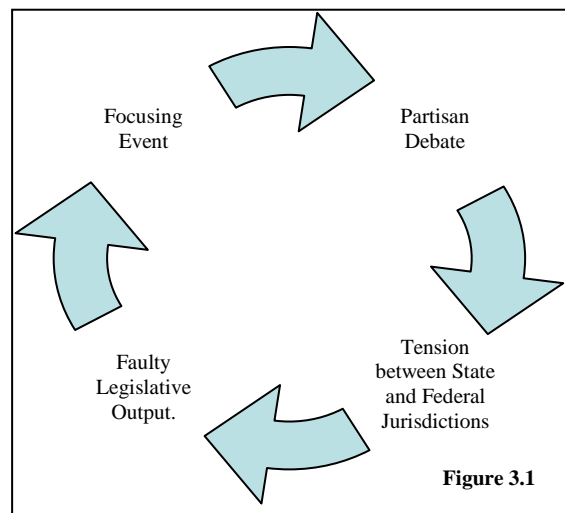 Focusing
Event
Partisan
Debate
Tension
between State
and Federal
Jurisdictions
Faulty
Legislative
Output.
Figure 3.1